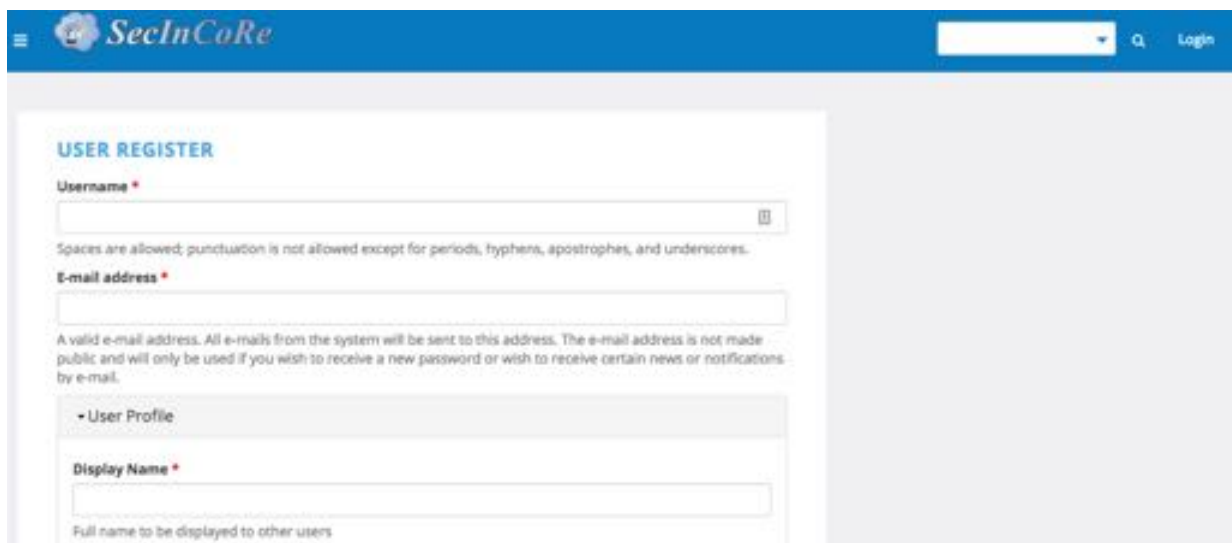 SecInCoRe
Login
USER REGISTER
Username *
Spaces are allowed; punctuation is not allowed except for periods, hyphens, apostrophes, and underscores.
E-mail address *
A valid e-mail address. All e-mails from the system will be sent to this address. The e-mail address is not made
public and will only be used if you wish to receive a new password or wish to receive certain news or notifications
by e-mail.
User Profile
Display Name *
Full name to be displayed to other users